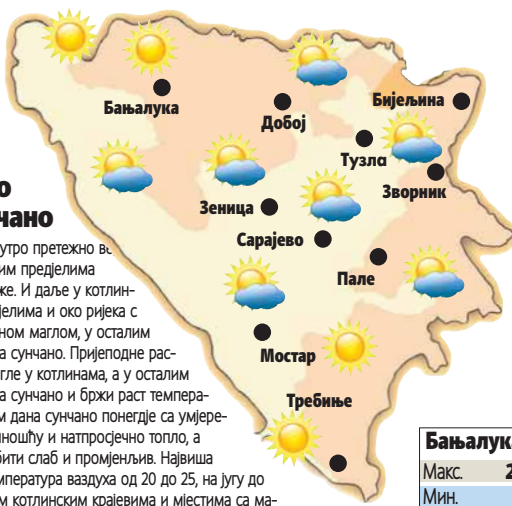 Бањалука
Добој
Бијељина
Тузла
Зворник
Зеница
Сарајево
Пале
Мостар
Требиње
о
чано
утро претежно
им предјелима
же. И даље у котлин-
јелима и око ријека с
ном маглом, у осталим
а сунчано. Пријеподне рас-
гле у котлинама, а у осталим
а сунчано и бржи раст темпера-
м дана сунчано понегдје са умјере-
ношћу и натпросјечно топло, а
бити слаб и промјенљив. Највиша
мпература ваздуха од 20 до 25, на југу до
м котлинским крајевима и мјестима са ма-
Бањалук
Макс. 2
Мин.